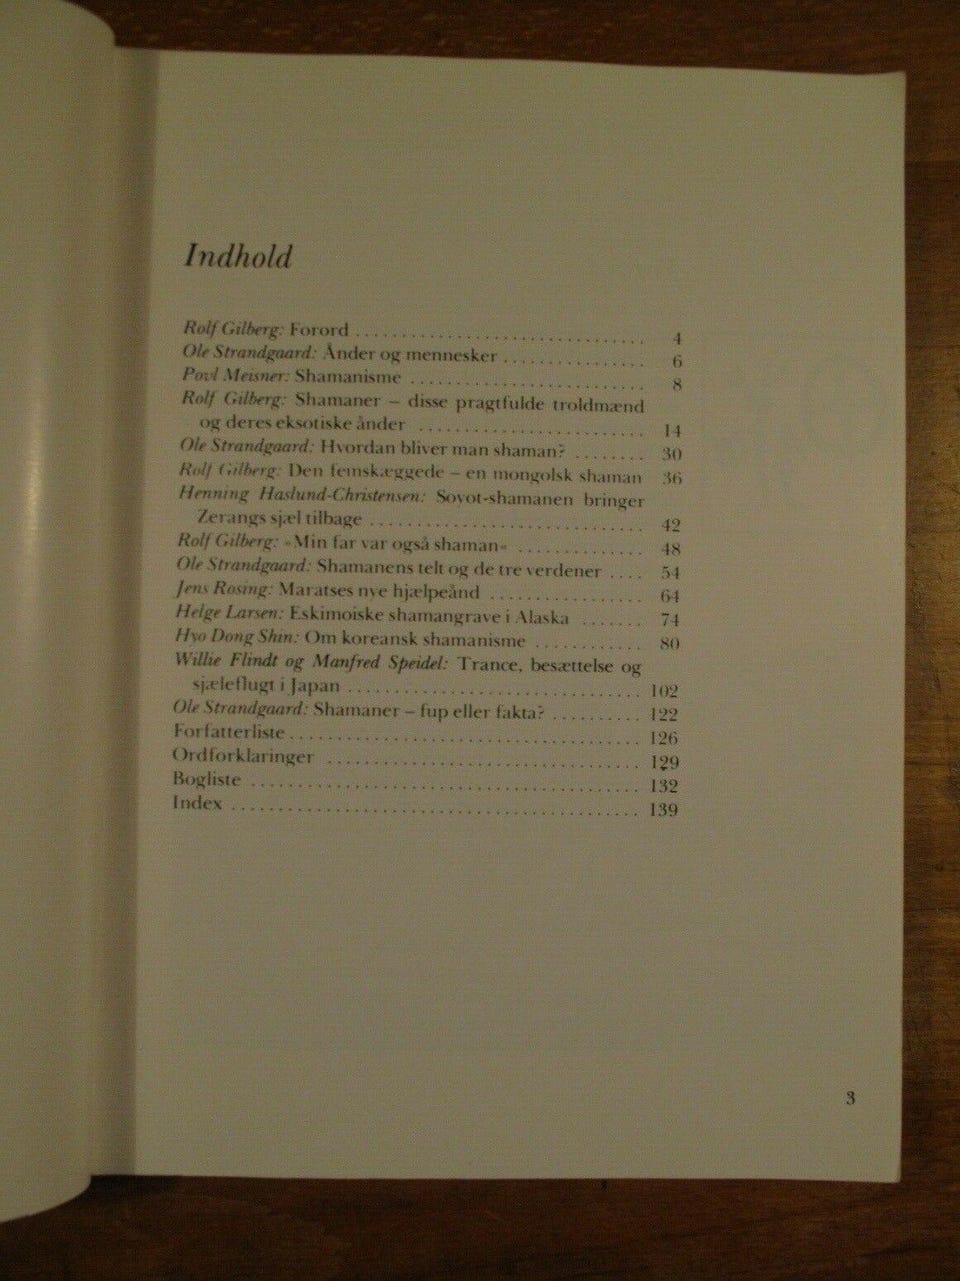 Indhold
Rolf Gilberg: Forord ................................ 4
Ole Strandgaard: Ånder og mennesker ................ 6
Povl Meisner: Shamanisme .......................... 8
Rolf Gilberg: Shamaner – disse pragtfulde troldmænd
og deres eksotiske ånder ......................... 14
Ole Strandgaard: Hvordan bliver man shaman? ........ 30
Rolf Gilberg: Den femskæggede – en mongolsk shaman 36
Henning Haslund-Christensen: Sovot-shamanen bringer
Zerangs sjæl tilbage .............................. 42
Rolf Gilberg: »Min far var også shaman« .............. 48
Ole Strandgaard: Shamanens telt og de tre verdener .... 54
Jens Rosing: Maratses nye hjælpeånd ................. 64
Helge Larsen: Eskimoiske shamangrave i Alaska ....... 74
Hyo Dong Shin: Om koreansk shamanisme ............ 80
Willie Flindt og Manfred Speidel: Trance, besættelse og
sjæleflugt i Japan ................................ 102
Ole Strandgaard: Shamaner – fup eller fakta? .......... 122
Forfatterliste ...................................... 126
Ordforklaringer .................................. 129
Bogliste .......................................... 132
Index ............................................ 139
3